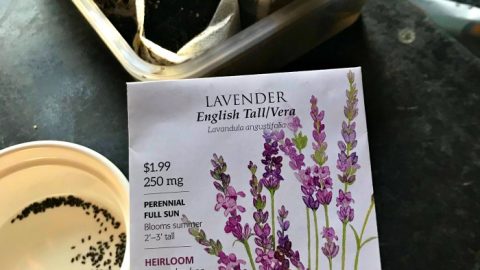 LAVENDER
English Tall/Vera
Lavandula angustifolia
$1.99
250 mg
PERENNIAL
FULL SUN
Blooms summer
2’–3’ tall
HEIRLOOM